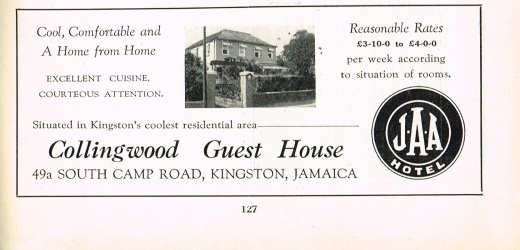 Cool, Comfortable and
A Home from Home
EXCELLENT CUISINE.
COURTEOUS ATTENTION.
Reasonable Rates
£3-10-0 to £4-0-0
per week according
to situation of rooms.
Situated in Kingston's coolest residential area
Collingwood Guest House
49a SOUTH CAMP ROAD, KINGSTON, JAMAICA
JAA
HOTEL
127